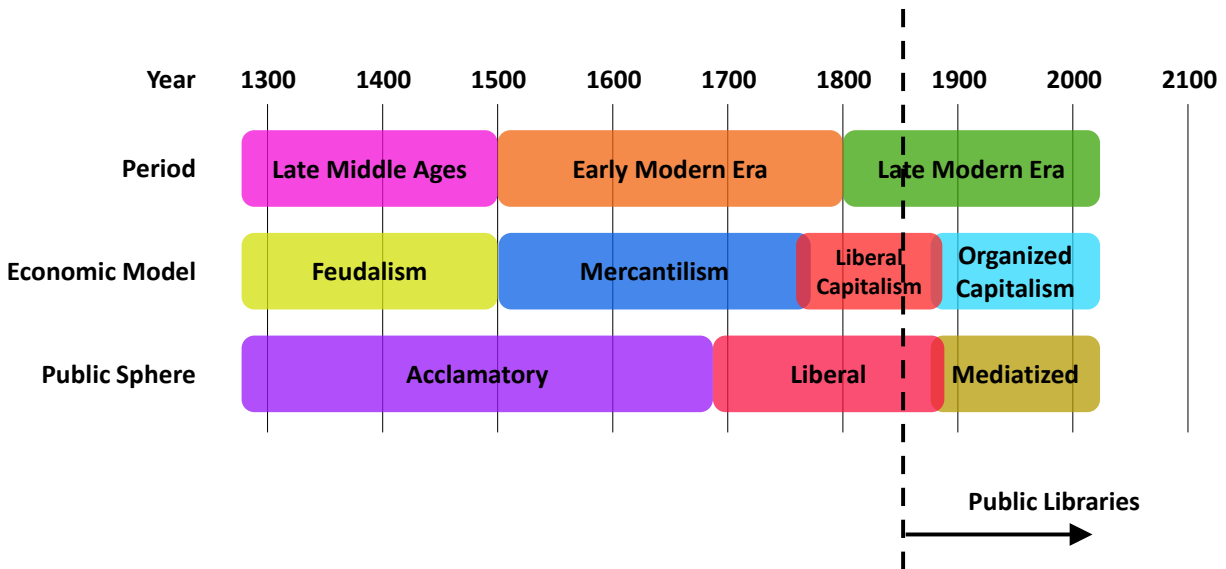 Year 1300 1400 1500 1600 1700 1800 1900 2000 2100
Period Late Middle Ages Early Modern Era Late Modern Era
Economic Model Feudalism Mercantilism Liberal Capitalism Organized Capitalism
Public Sphere Acclamatory Liberal Mediatized
Public Libraries